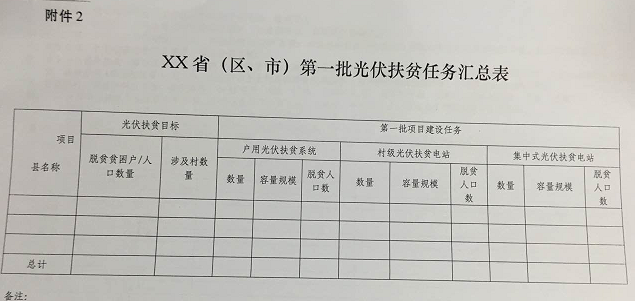 附件2
XX省（区、市）第一批光伏扶贫任务汇总表
项目
县名称
光伏扶贫目标
第一批项目建设任务
脱贫贫困户/人
口数量
涉及村数
量
户用光伏扶贫系统
村级光伏扶贫电站
集中式光伏扶贫电站
数量
容量规模
脱贫人
口数
数量
容量规模
脱贫
人口
数
数量
容量规模
脱贫
人口
数
总计
备注：